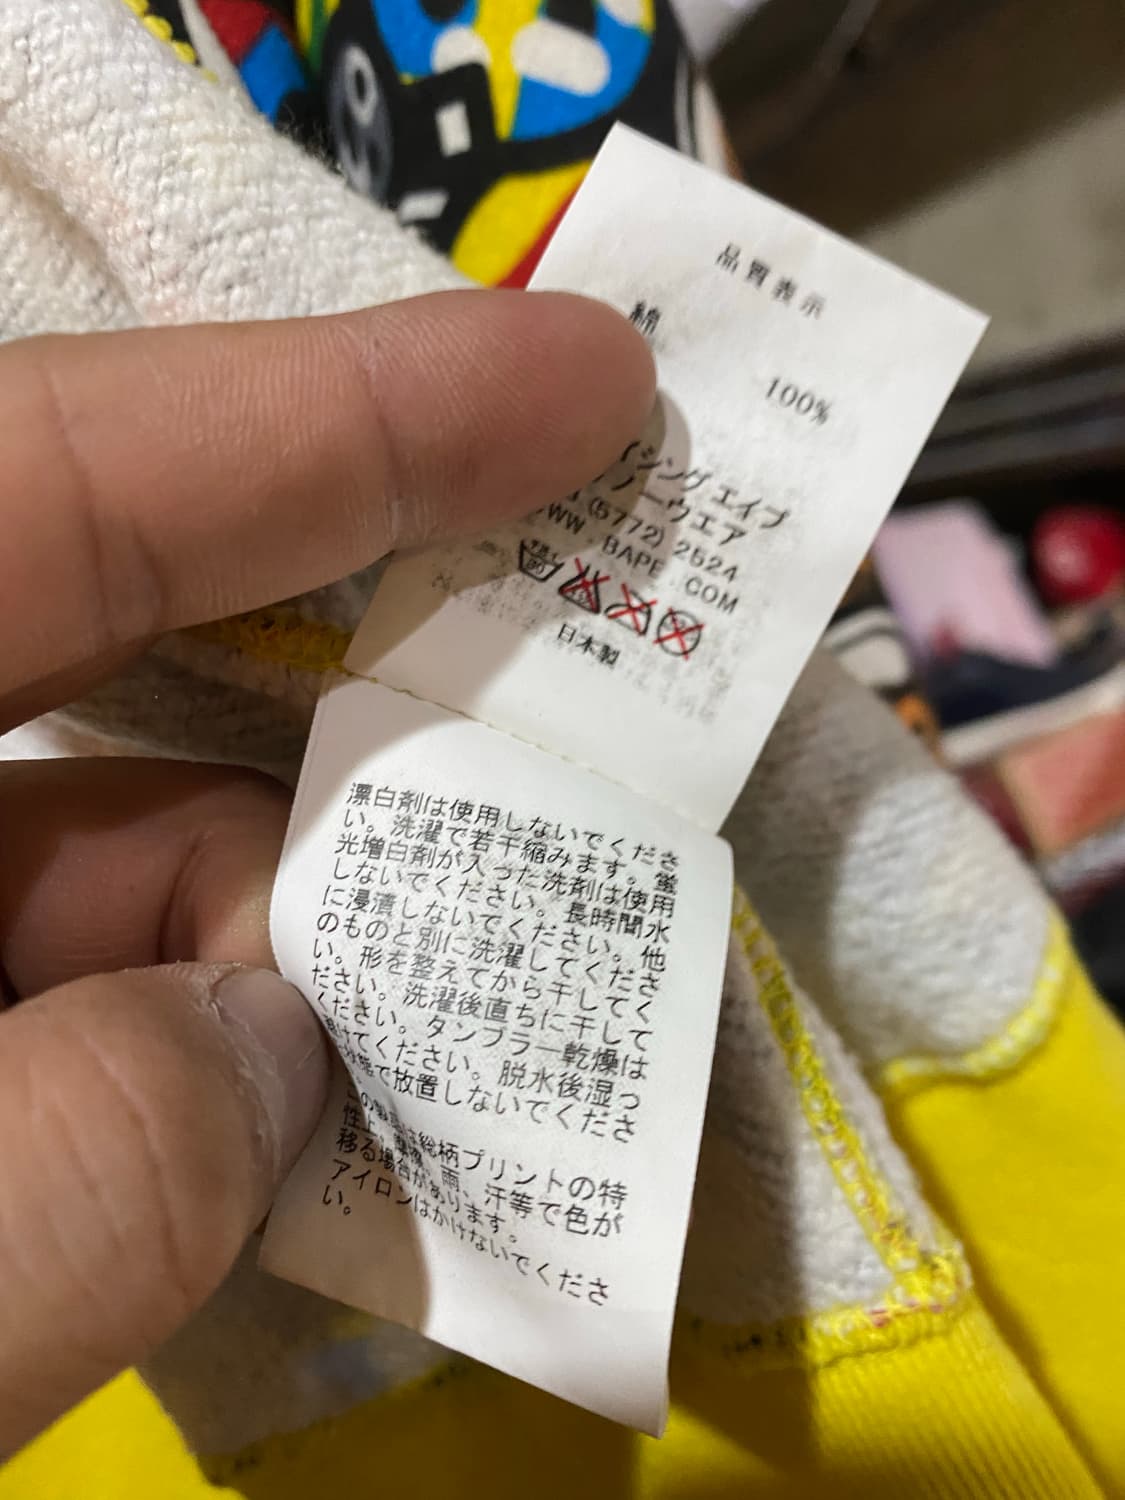 品質表示
綿
100%
イシングエイプ
ノーウエア
(5772) 2524
WW.BAPE.COM
日本製
漂白剤は使用しないでくださ
い。洗濯で若干縮みます。蛍
光増白剤が入った洗剤は使用
しないでください。長時間水
に浸漬しないでください。他
のものと別に洗濯してくださ
い。形を整えてから干してく
ださい。洗濯後直ちに干して
ください。タンブラー乾燥は
けてください。脱水後湿っ
状態で放置しないでくださ
この製品は総柄プリントの特
性上、摩擦、雨、汗等で色が
移る場合があります。
アイロンはかけないでくださ
い。